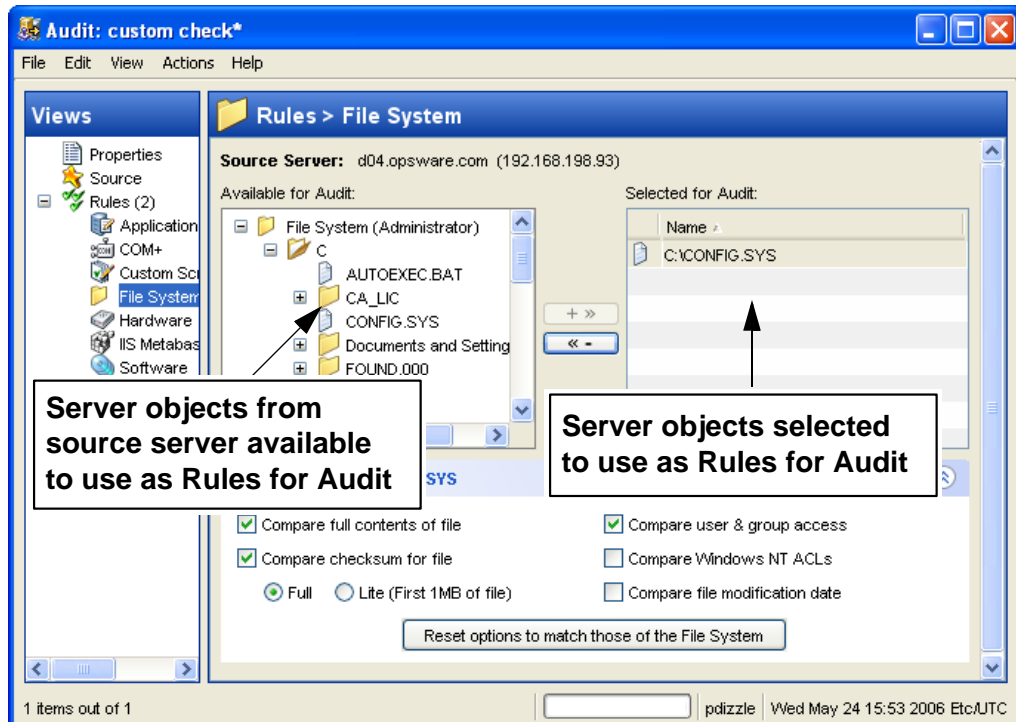 Audit: custom check*
File Edit View Actions Help
Views
Properties
Source
Rules (2)
Application
COM+
Custom Scr
File System
Hardware
IIS Metabas
Software
Rules > File System
Source Server: d04.opsware.com (192.168.198.93)
Available for Audit:
File System (Administrator)
C
AUTOEXEC.BAT
CA_LIC
CONFIG.SYS
Documents and Setting
FOUND.000
+ »
« -
Selected for Audit:
Name
C:\CONFIG.SYS
Server objects from
source server available
to use as Rules for Audit
Server objects selected
to use as Rules for Audit
SYS
Compare full contents of file
Compare user & group access
Compare checksum for file
Compare Windows NT ACLs
Full Lite (First 1MB of file)
Compare file modification date
Reset options to match those of the File System
1 items out of 1
pdizzle Wed May 24 15:53 2006 Etc/UTC